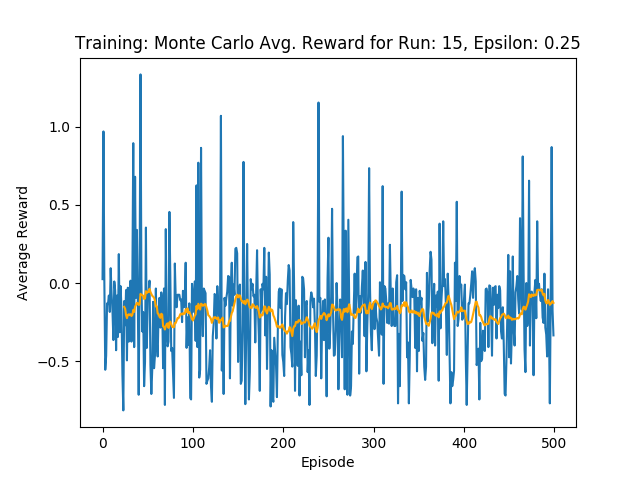 Training: Monte Carlo Avg. Reward for Run: 15, Epsilon: 0.25
1.0
0.5
0.0
−0.5
Average Reward
0 100 200 300 400 500
Episode